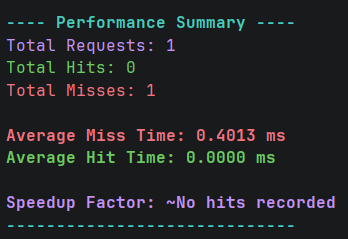 ---- Performance Summary ----
Total Requests: 1
Total Hits: 0
Total Misses: 1
Average Miss Time: 0.4013 ms
Average Hit Time: 0.0000 ms
Speedup Factor: ~No hits recorded
-----------------------------